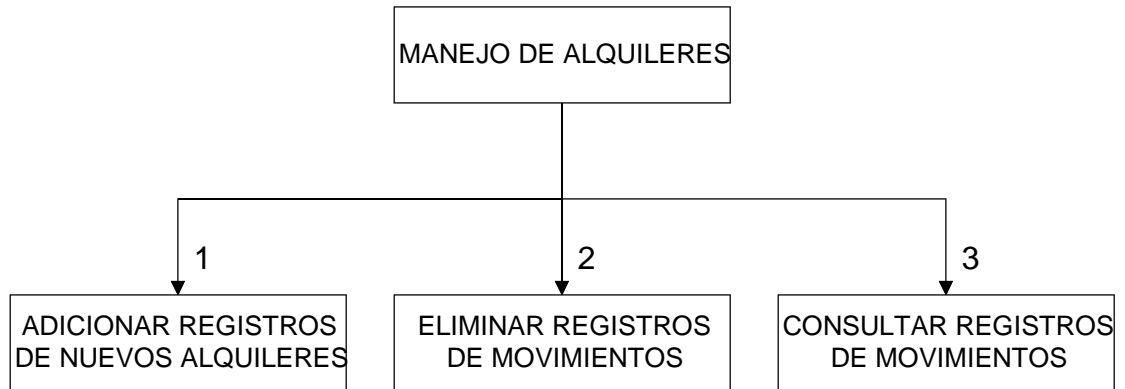 MANEJO DE ALQUILERES
1
2
3
ADICIONAR REGISTROS
DE NUEVOS ALQUILERES
ELIMINAR REGISTROS
DE MOVIMIENTOS
CONSULTAR REGISTROS
DE MOVIMIENTOS